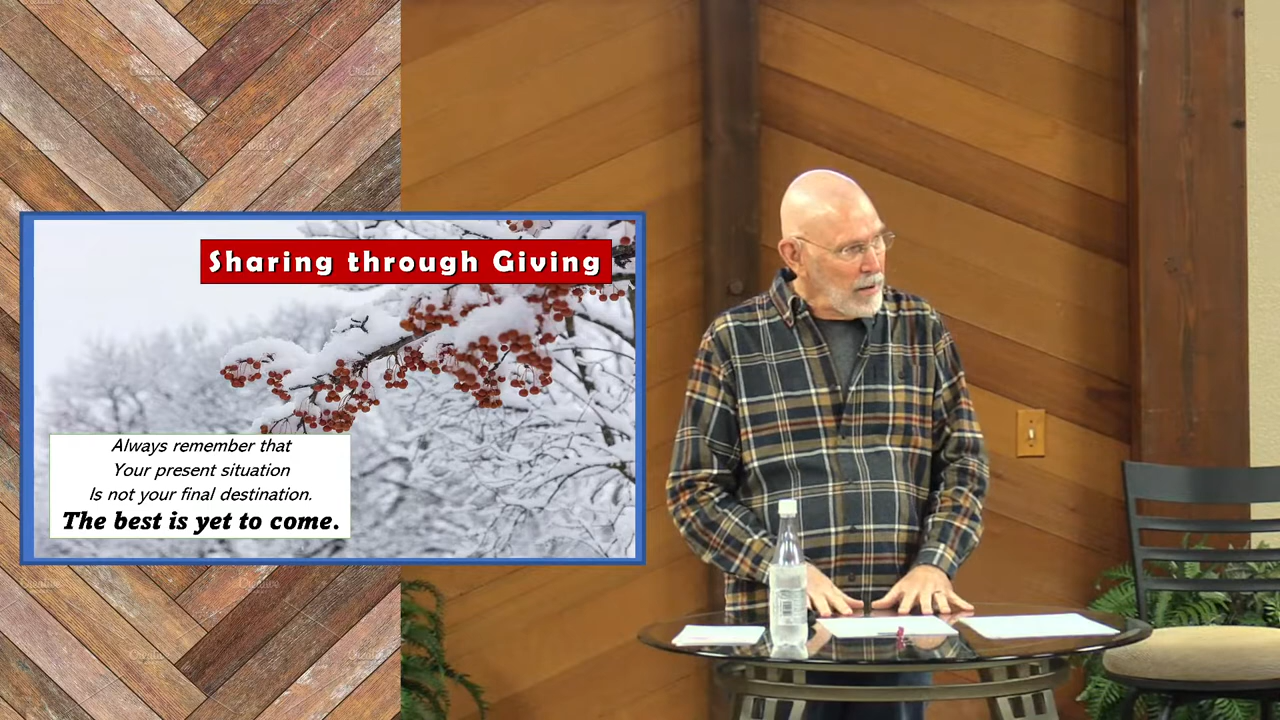 Sharing through Giving
Always remember that
Your present situation
Is not your final destination.
The best is yet to come.